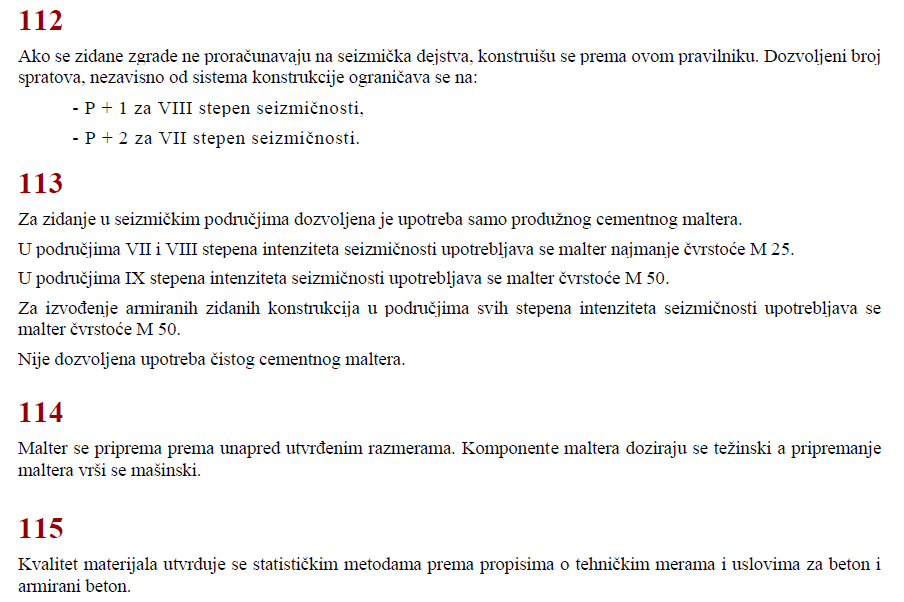 112
Ako se zidane zgrade ne proračunavaju na seizmička dejstva, konstruišu se prema ovom pravilniku. Dozvoljeni broj
spratova, nezavisno od sistema konstrukcije ograničava se na:
- P + 1 za VIII stepen seizmičnosti,
- P + 2 za VII stepen seizmičnosti.
113
Za zidanje u seizmičkim područjima dozvoljena je upotreba samo produžnog cementnog maltera.
U područjima VII i VIII stepena intenziteta seizmičnosti upotrebljava se malter najmanje čvrstoće M 25.
U područjima IX stepena intenziteta seizmičnosti upotrebljava se malter čvrstoće M 50.
Za izvođenje armiranih zidanih konstrukcija u područjima svih stepena intenziteta seizmičnosti upotrebljava se
malter čvrstoće M 50.
Nije dozvoljena upotreba čistog cementnog maltera.
114
Malter se priprema prema unapred utvrđenim razmerama. Komponente maltera doziraju se težinski a pripremanje
maltera vrši se mašinski.
115
Kvalitet materijala utvrduje se statističkim metodama prema propisima o tehničkim merama i uslovima za beton i
armirani beton.